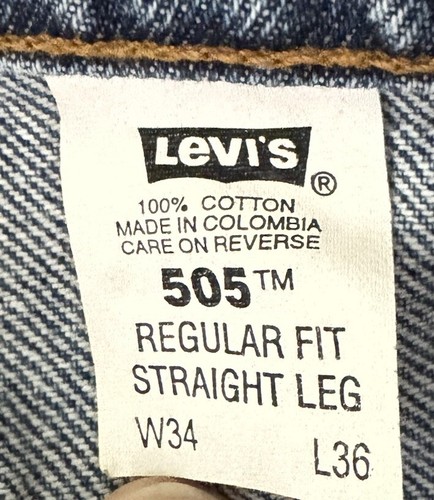 Levi's ®
100% COTTON
MADE IN COLOMBIA
CARE ON REVERSE
505™
REGULAR FIT
STRAIGHT LEG
W34 L36